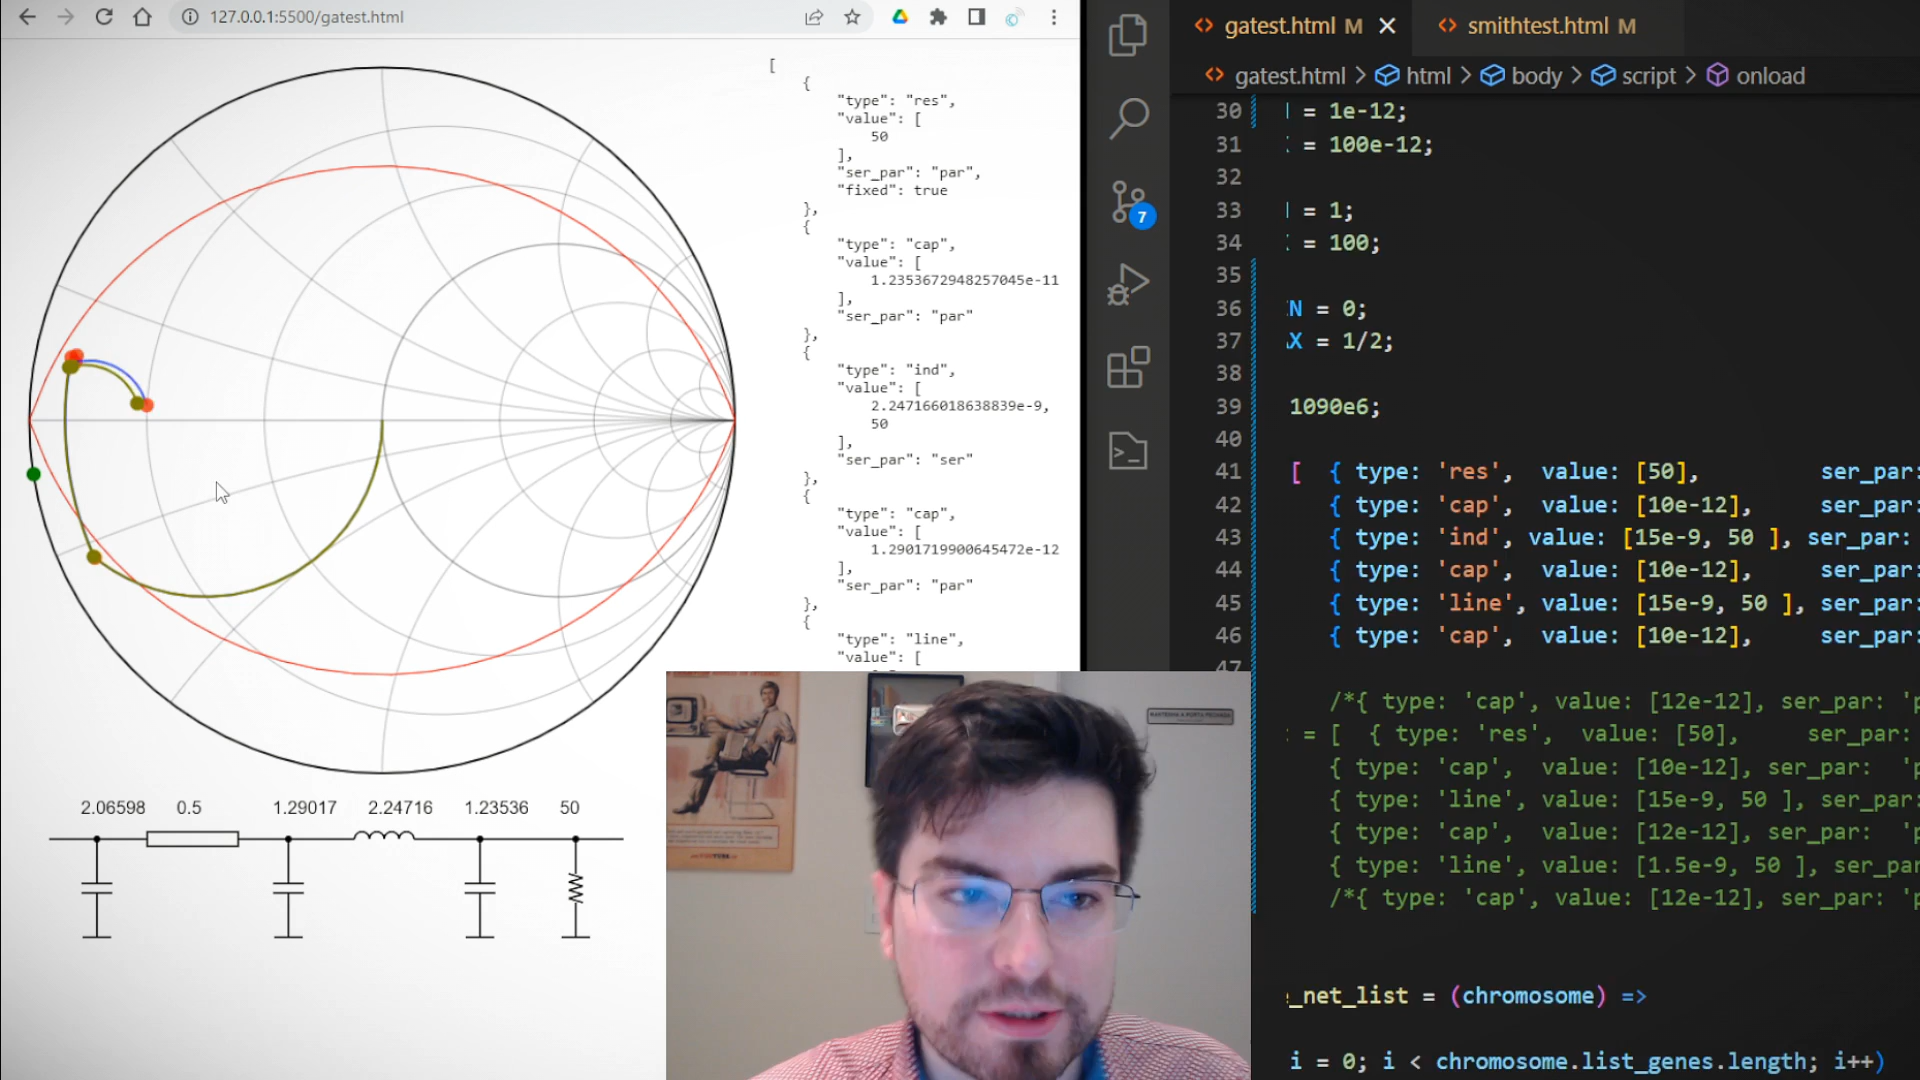 127.0.0.1:5500/gatest.html
[
{
"type": "res",
"value": [
50
],
"ser_par": "par",
"fixed": true
},
{
"type": "cap",
"value": [
1.2353672948257045e-11
],
"ser_par": "par"
},
{
"type": "ind",
"value": [
2.247166018638839e-9,
50
],
"ser_par": "ser"
},
{
"type": "cap",
"value": [
1.2901719900645472e-12
],
"ser_par": "par"
},
{
"type": "line",
"value": [
2.06598 0.5 1.29017 2.24716 1.23536 50
MANTENHA A PORTA FECHADA
7
gatest.html M
smithtest.html M
gatest.html > html > body > script > onload
30 = 1e-12;
31 = 100e-12;
32
33 = 1;
34 = 100;
35
36 N = 0;
37 X = 1/2;
38
39 1090e6;
40
41 [ { type: 'res', value: [50], ser_par:
42 { type: 'cap', value: [10e-12], ser_par:
43 { type: 'ind', value: [15e-9, 50 ], ser_par:
44 { type: 'cap', value: [10e-12], ser_par:
45 { type: 'line', value: [15e-9, 50 ], ser_par:
46 { type: 'cap', value: [10e-12], ser_par:
47
/*{ type: 'cap', value: [12e-12], ser_par: 'p
= [ { type: 'res', value: [50], ser_par:
{ type: 'cap', value: [10e-12], ser_par: 'p
{ type: 'line', value: [15e-9, 50 ], ser_par:
{ type: 'cap', value: [12e-12], ser_par: 'p
{ type: 'line', value: [1.5e-9, 50 ], ser_pa
/*{ type: 'cap', value: [12e-12], ser_par: 'p
_net_list = (chromosome) =>
i = 0; i < chromosome.list_genes.length; i++)